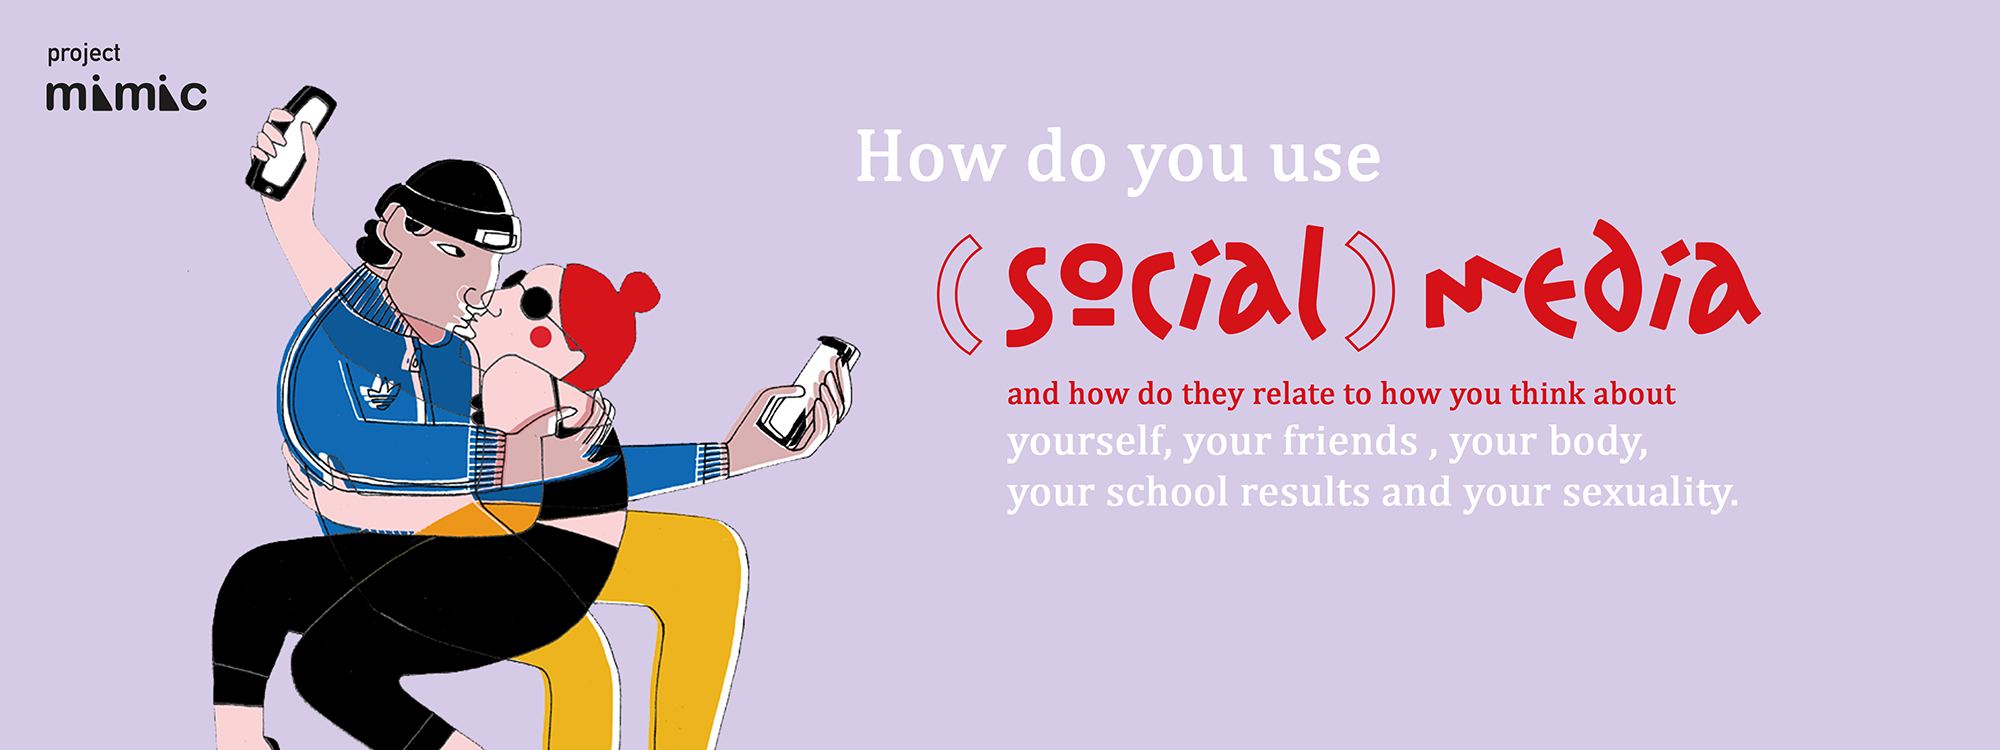 project
mimic
How do you use
(social) media
and how do they relate to how you think about
yourself, your friends , your body,
your school results and your sexuality.